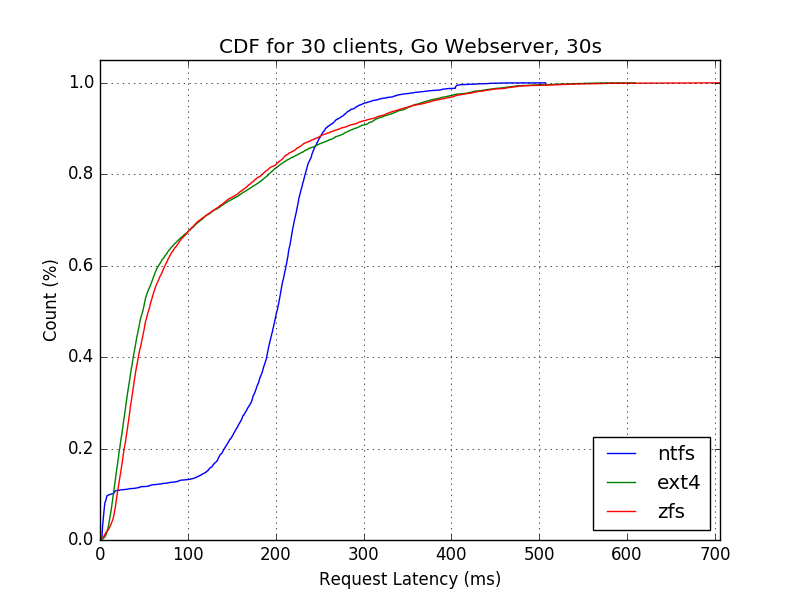 CDF for 30 clients, Go Webserver, 30s
1.0
0.8
0.6
0.4
0.2
0.0
Count (%)
ntfs
ext4
zfs
0 100 200 300 400 500 600 700
Request Latency (ms)